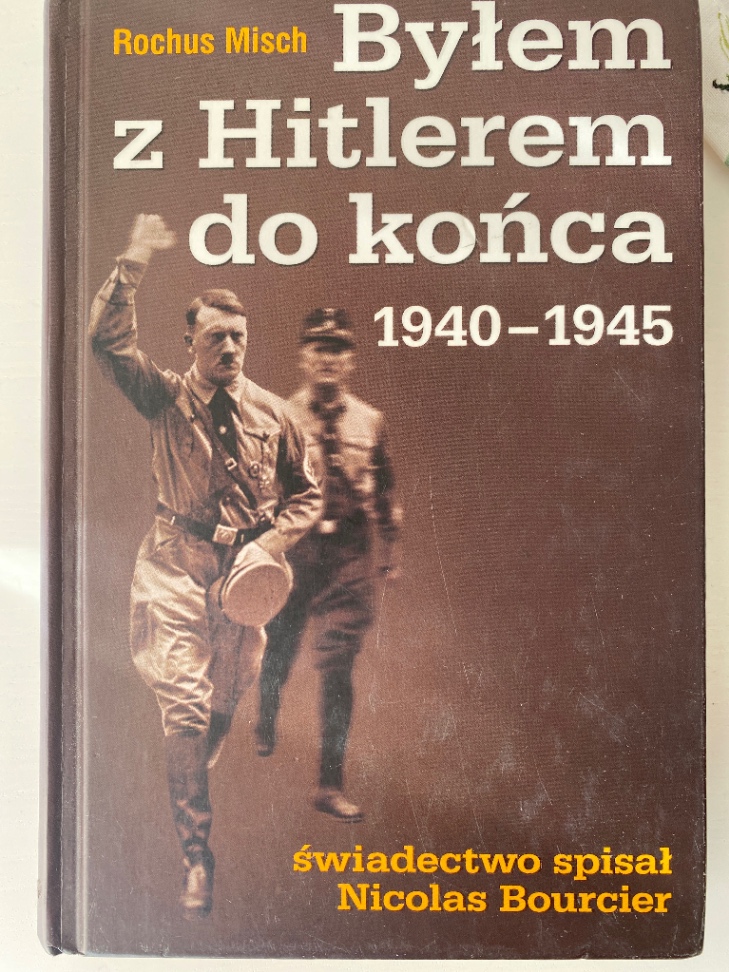 Rochus Misch Byłem
z Hitlerem
do końca
1940–1945
świadectwo spisał
Nicolas Bourcier